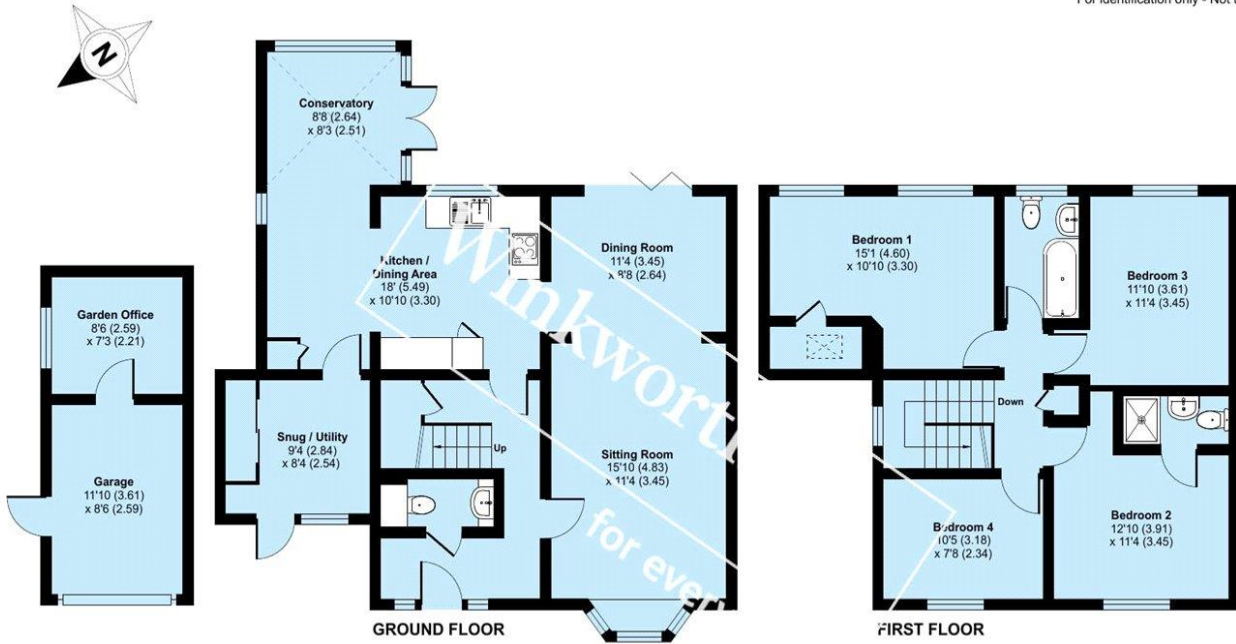 For identification only - Not
N
Conservatory
8'8 (2.64)
x 8'3 (2.51)
Kitchen /
Dining Area
18' (5.49)
x 10'10 (3.30)
Dining Room
11'4 (3.45)
x 8'8 (2.64)
Bedroom 1
15'1 (4.60)
x 10'10 (3.30)
Bedroom 3
11'10 (3.61)
x 11'4 (3.45)
Garden Office
8'6 (2.59)
x 7'3 (2.21)
Garage
11'10 (3.61)
x 8'6 (2.59)
Snug / Utility
9'4 (2.84)
x 8'4 (2.54)
Up
Sitting Room
15'10 (4.83)
x 11'4 (3.45)
Down
Bedroom 4
10'5 (3.18)
x 7'8 (2.34)
Bedroom 2
12'10 (3.91)
x 11'4 (3.45)
Winkworth
for every
GROUND FLOOR
FIRST FLOOR